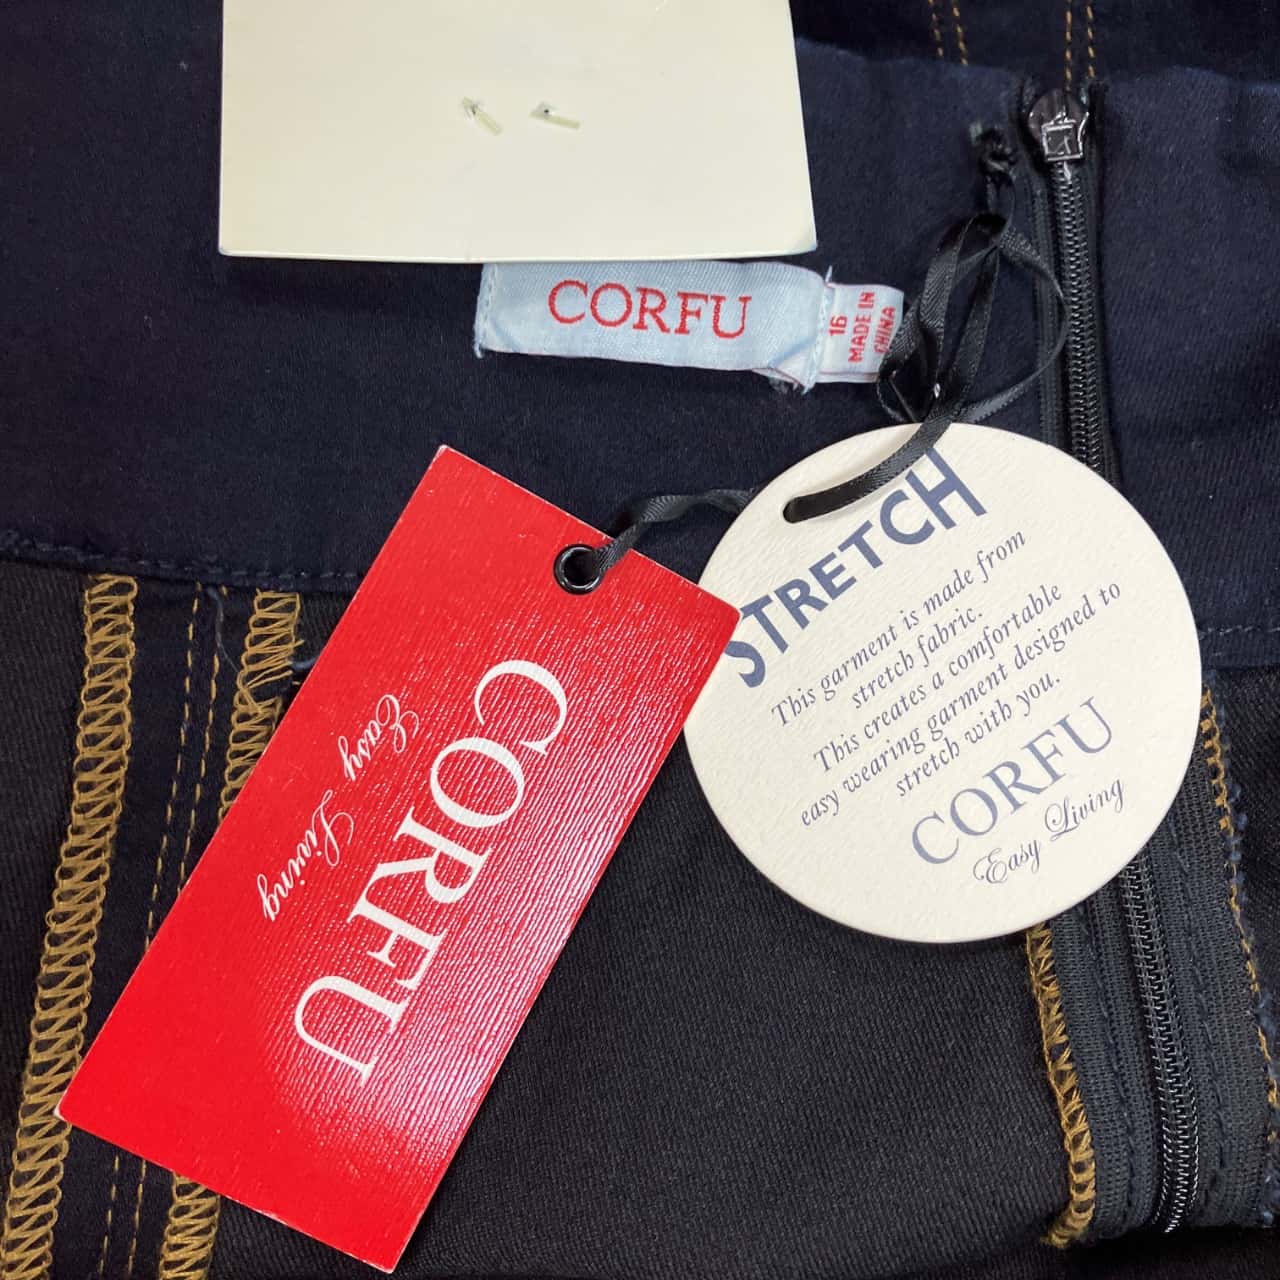 CORFU
16
MADE IN
CHINA
STRETCH
This garment is made from
stretch fabric.
This creates a comfortable
easy wearing garment designed to
stretch with you.
CORFU
Easy Living
CORFU
Easy Living